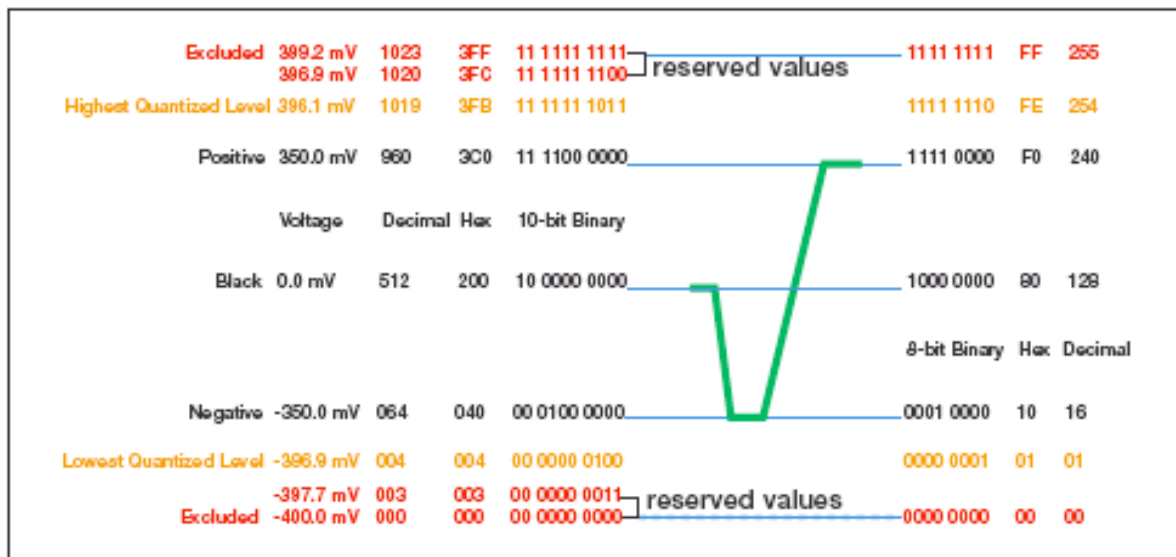 Excluded 399.2 mV 1023 3FF 11 1111 1111 1111 1111 FF 255
396.9 mV 1020 3FC 11 1111 1100 reserved values
Highest Quantized Level 396.1 mV 1019 3FB 11 1111 1011 1111 1110 FE 254
Positive 350.0 mV 960 3C0 11 1100 0000 1111 0000 F0 240
Voltage Decimal Hex 10-bit Binary
Black 0.0 mV 512 200 10 0000 0000 1000 0000 80 128
8-bit Binary Hex Decimal
Negative -350.0 mV 064 040 00 0100 0000 0001 0000 10 16
Lowest Quantized Level -396.9 mV 004 004 00 0000 0100 0000 0001 01 01
-397.7 mV 003 003 00 0000 0011 reserved values
Excluded -400.0 mV 000 000 00 0000 0000 0000 0000 00 00